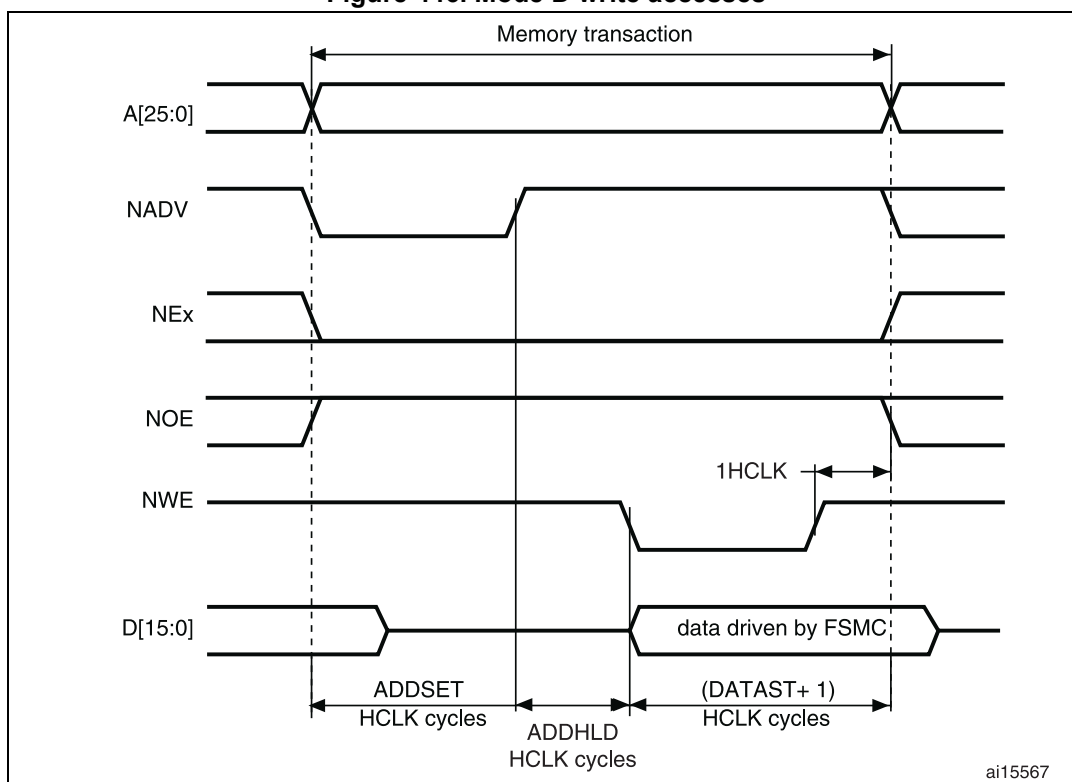 Memory transaction
A[25:0]
NADV
NEx
NOE
1HCLK
NWE
D[15:0]
data driven by FSMC
ADDSET
HCLK cycles
(DATAST+ 1)
HCLK cycles
ADDHLD
HCLK cycles
ai15567